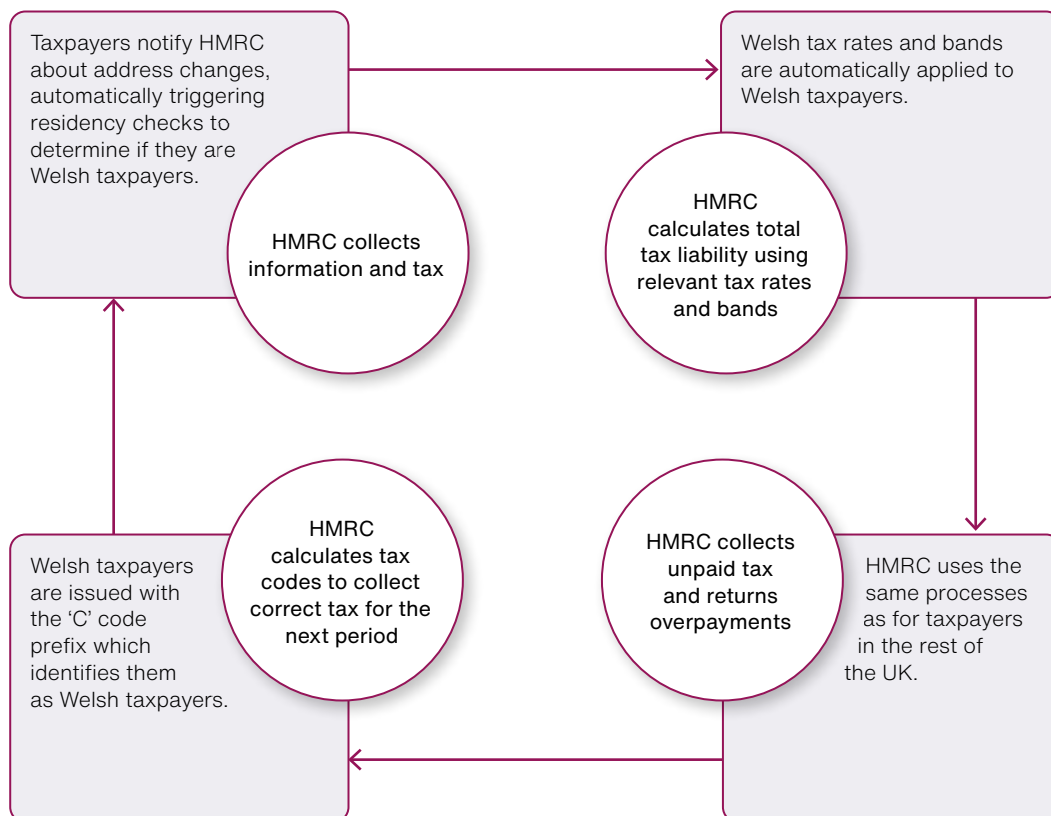 Taxpayers notify HMRC
about address changes,
automatically triggering
residency checks to
determine if they are
Welsh taxpayers.
HMRC collects
information and tax
Welsh tax rates and bands
are automatically applied to
Welsh taxpayers.
HMRC
calculates total
tax liability using
relevant tax rates
and bands
HMRC uses the
same processes
as for taxpayers
in the rest of
the UK.
HMRC collects
unpaid tax
and returns
overpayments
Welsh taxpayers
are issued with
the ‘C’ code
prefix which
identifies them
as Welsh taxpayers.
HMRC
calculates tax
codes to collect
correct tax for the
next period